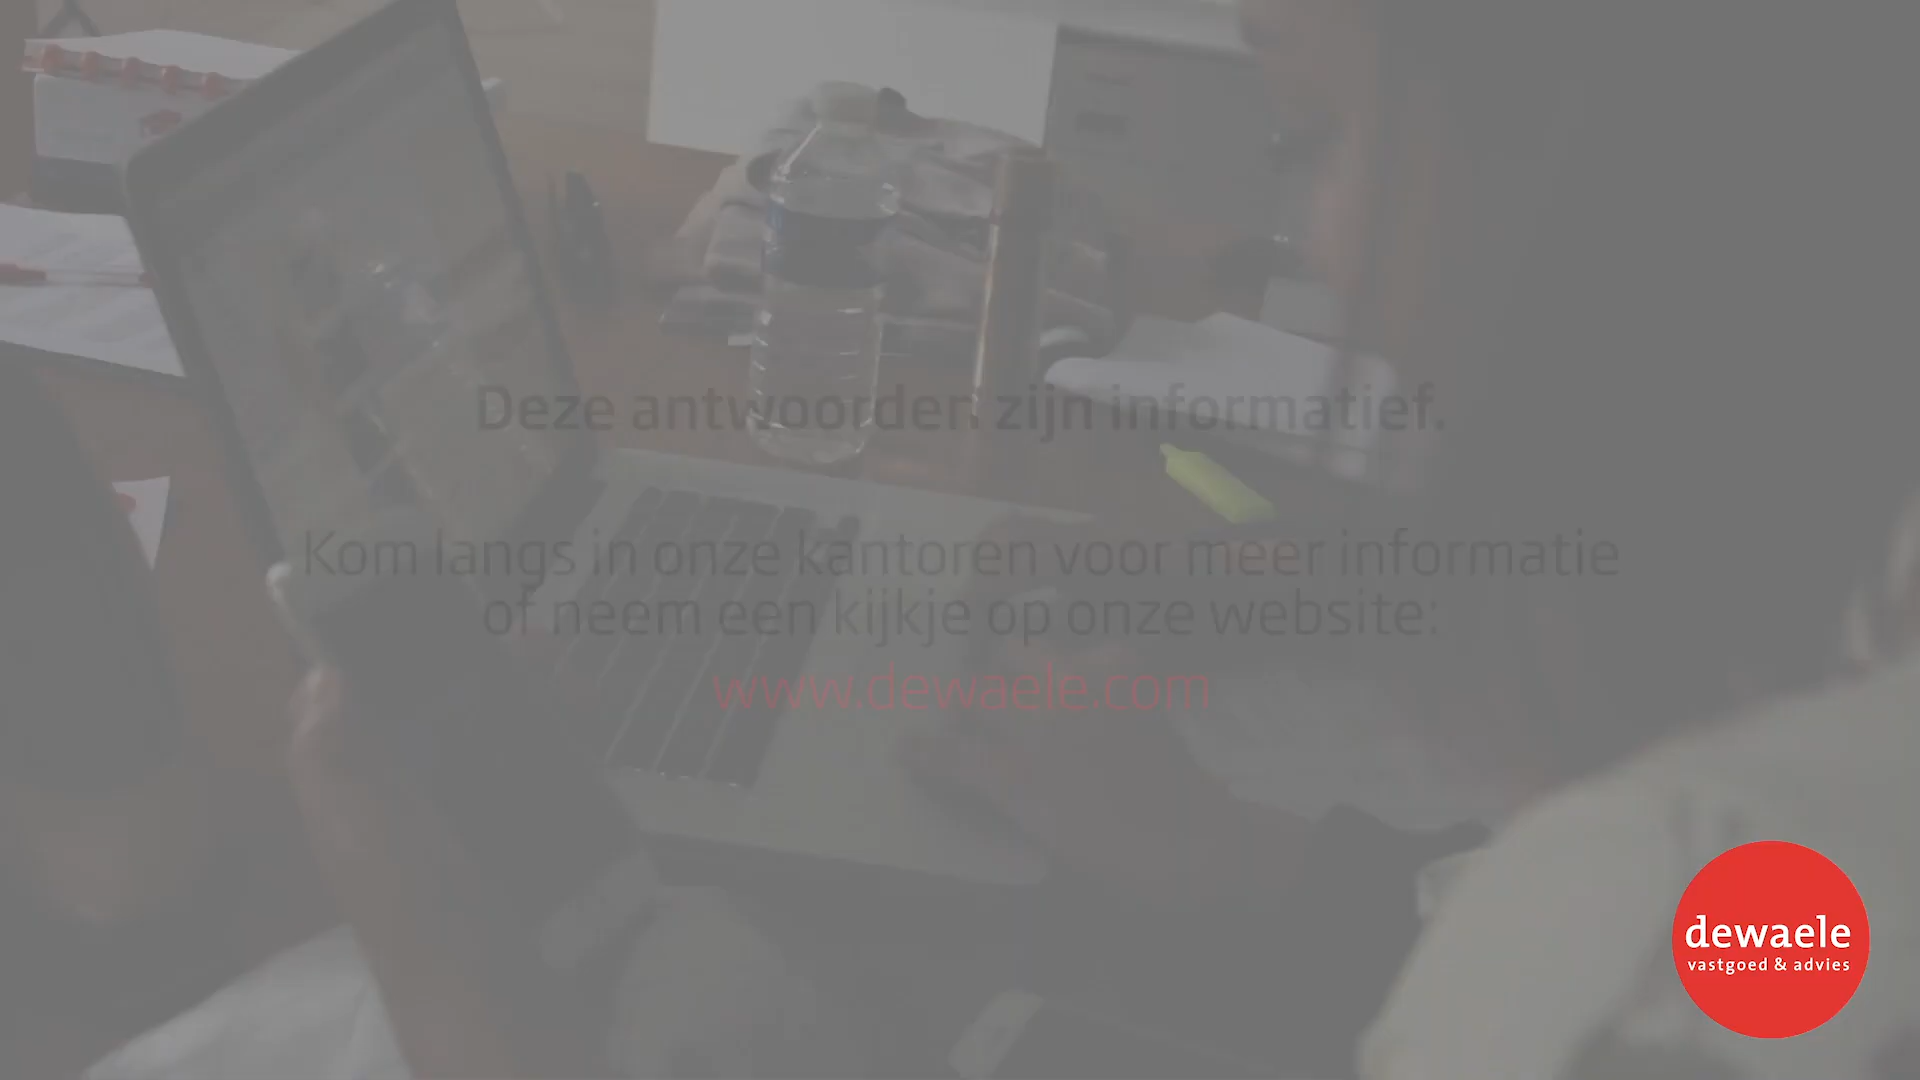 Deze antwoorden zijn informatief.
Kom langs in onze kantoren voor meer informatie
of neem een kijkje op onze website:
www.dewaele.com
dewaele
vastgoed & advies